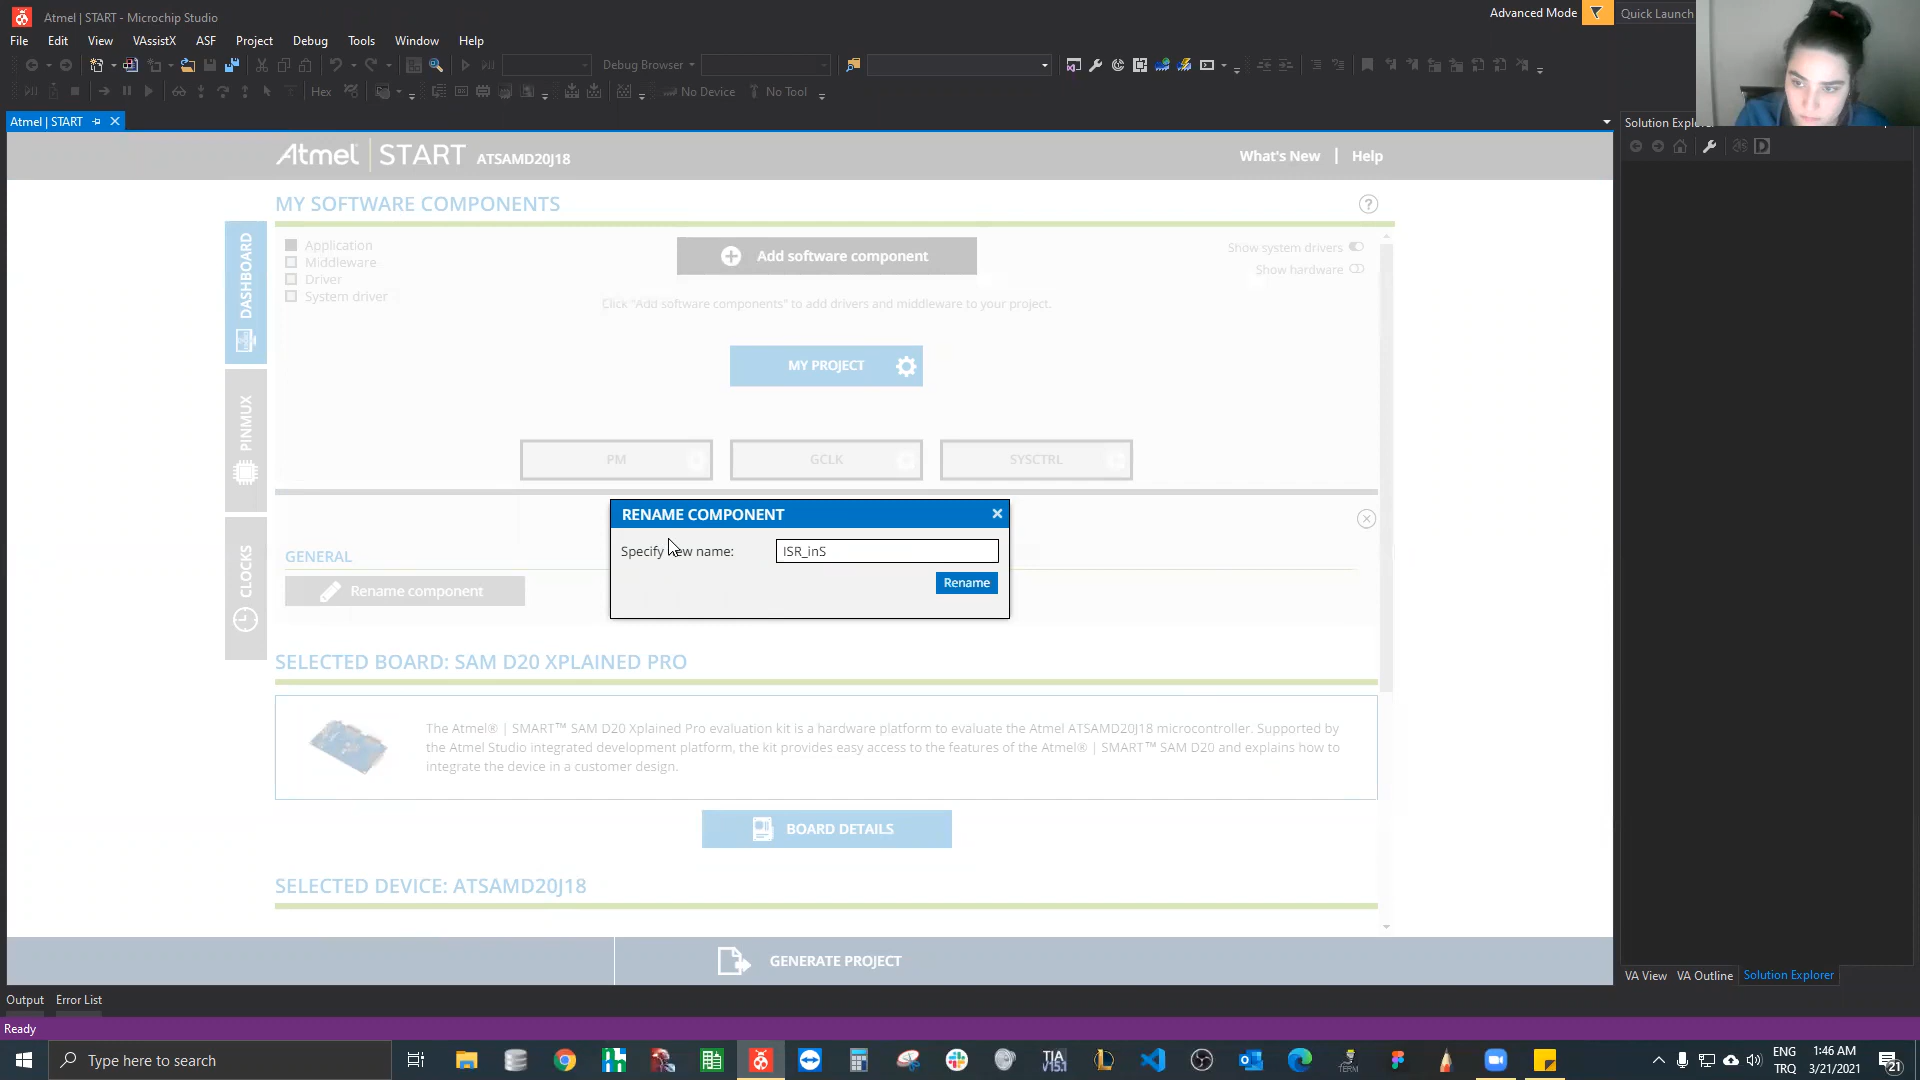 Atmel | START - Microchip Studio
Advanced Mode
Quick Launch
File Edit View VAssistX ASF Project Debug Tools Window Help
Debug Browser
Hex
No Device
No Tool
Atmel | START
Solution Explor
Atmel START ATSAMD20J18
What's New | Help
MY SOFTWARE COMPONENTS
?
DASHBOARD
PINMUX
CLOCKS
Application
Middleware
Driver
System driver
Add software component
Show system drivers
Show hardware
Click "Add software components" to add drivers and middleware to your project.
MY PROJECT
PM
GCLK
SYSCTRL
RENAME COMPONENT
Specify new name:
ISR_inS
Rename
GENERAL
Rename component
SELECTED BOARD: SAM D20 XPLAINED PRO
The Atmel® | SMART™ SAM D20 Xplained Pro evaluation kit is a hardware platform to evaluate the Atmel ATSAMD20J18 microcontroller. Supported by
the Atmel Studio integrated development platform, the kit provides easy access to the features of the Atmel® | SMART™ SAM D20 and explains how to
integrate the device in a customer design.
BOARD DETAILS
SELECTED DEVICE: ATSAMD20J18
GENERATE PROJECT
VA View VA Outline Solution Explorer
Output Error List
Ready
Type here to search
TIA
V15.1
TERM
ENG
TRQ
1:46 AM
3/21/2021
21